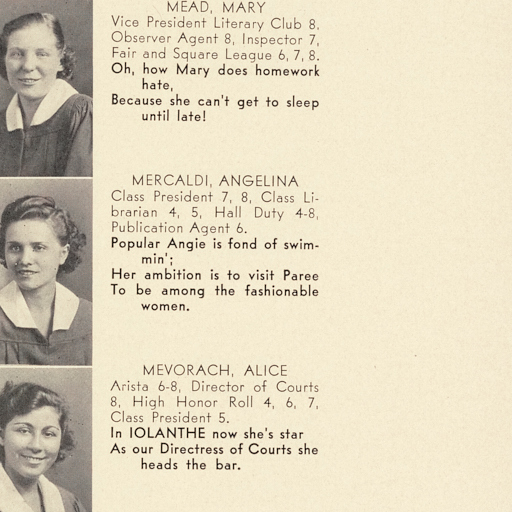 MEAD, MARY
Vice President Literary Club 8,
Observer Agent 8, Inspector 7,
Fair and Square League 6, 7, 8.
Oh, how Mary does homework
hate,
Because she can't get to sleep
until late!
MERCALDI, ANGELINA
Class President 7, 8, Class Li-
brarian 4, 5, Hall Duty 4-8,
Publication Agent 6.
Popular Angie is fond of swim-
min';
Her ambition is to visit Paree
To be among the fashionable
women.
MEVORACH, ALICE
Arista 6-8, Director of Courts
8, High Honor Roll 4, 6, 7,
Class President 5.
In IOLANTHE now she's star
As our Directress of Courts she
heads the bar.